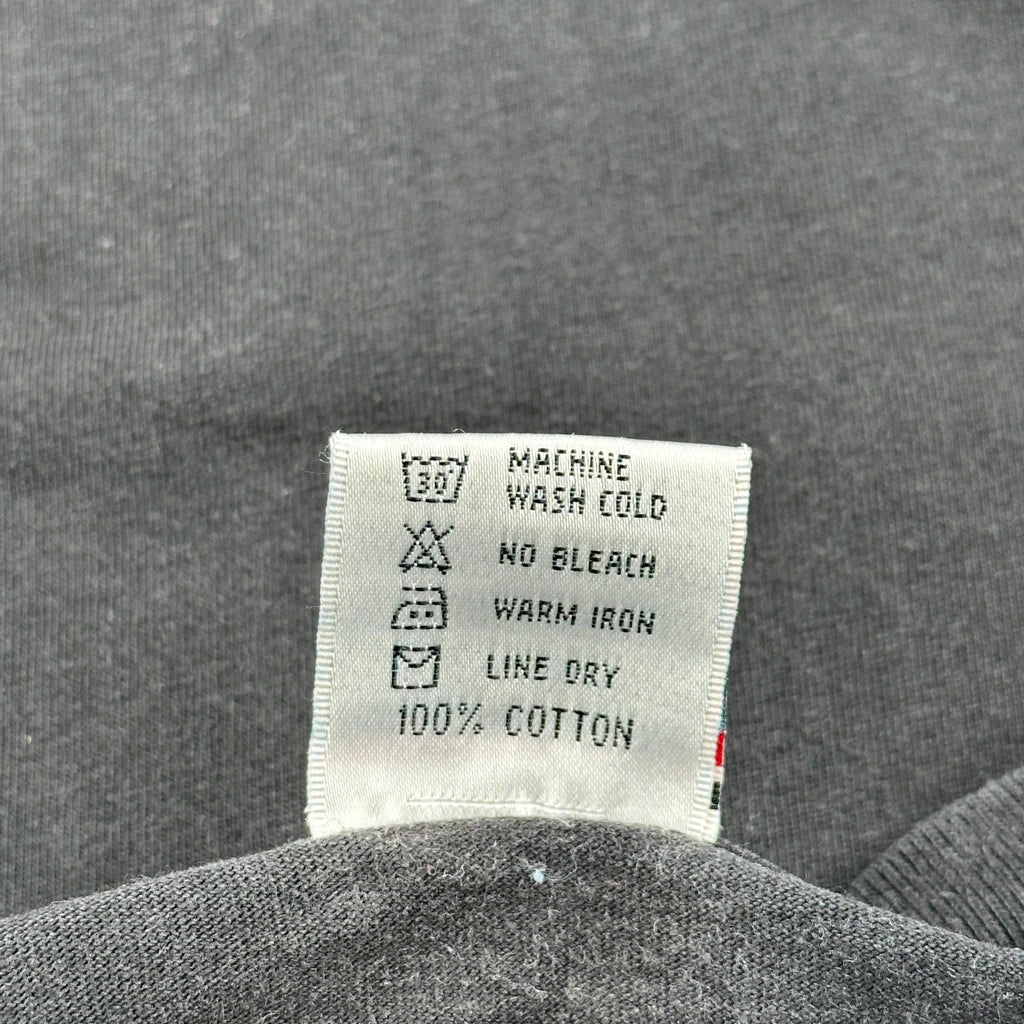 30° MACHINE
WASH COLD
NO BLEACH
WARM IRON
LINE DRY
100% COTTON